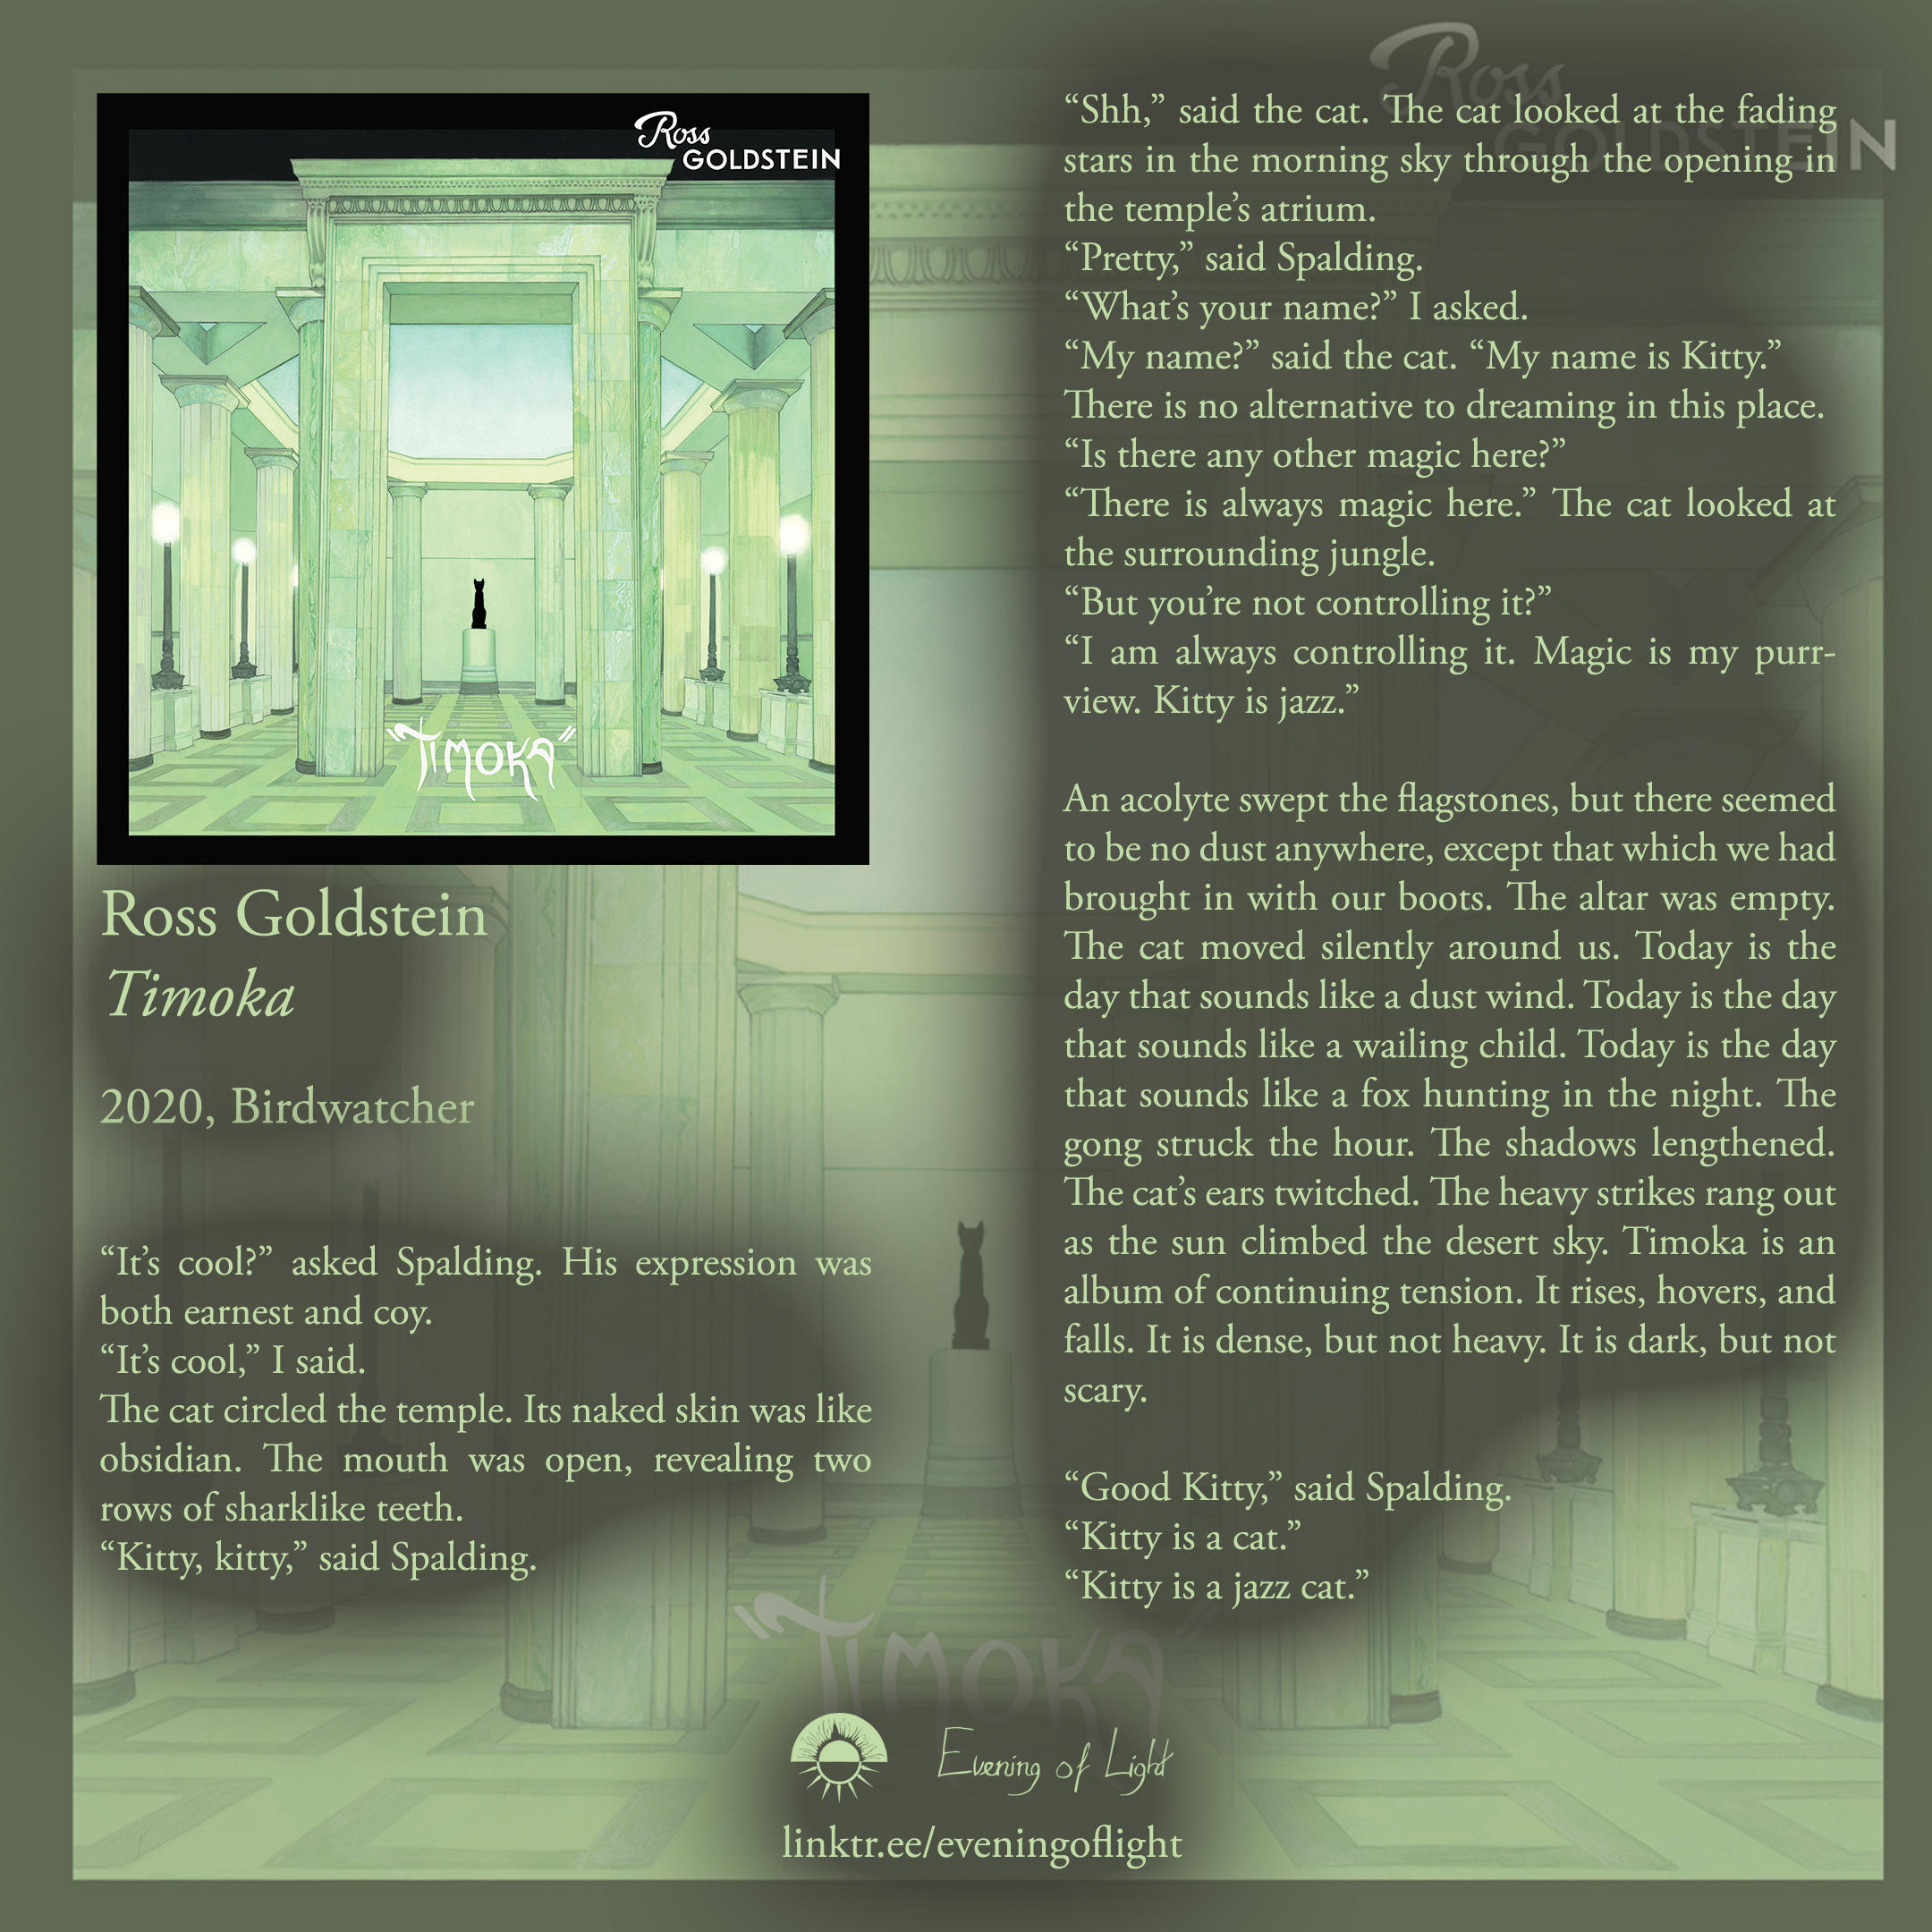 Ross
GOLDSTEIN
"TIMOKA"
Ross Goldstein
Timoka
2020, Birdwatcher
“It’s cool?” asked Spalding. His expression was
both earnest and coy.
“It’s cool,” I said.
The cat circled the temple. Its naked skin was like
obsidian. The mouth was open, revealing two
rows of sharklike teeth.
“Kitty, kitty,” said Spalding.
Ross
GOLDSTEIN
“Shh,” said the cat. The cat looked at the fading
stars in the morning sky through the opening in
the temple’s atrium.
“Pretty,” said Spalding.
“What’s your name?” I asked.
“My name?” said the cat. “My name is Kitty.”
There is no alternative to dreaming in this place.
“Is there any other magic here?”
“There is always magic here.” The cat looked at
the surrounding jungle.
“But you’re not controlling it?”
“I am always controlling it. Magic is my purr-
view. Kitty is jazz.”
An acolyte swept the flagstones, but there seemed
to be no dust anywhere, except that which we had
brought in with our boots. The altar was empty.
The cat moved silently around us. Today is the
day that sounds like a dust wind. Today is the day
that sounds like a wailing child. Today is the day
that sounds like a fox hunting in the night. The
gong struck the hour. The shadows lengthened.
The cat’s ears twitched. The heavy strikes rang out
as the sun climbed the desert sky. Timoka is an
album of continuing tension. It rises, hovers, and
falls. It is dense, but not heavy. It is dark, but not
scary.
“Good Kitty,” said Spalding.
“Kitty is a cat.”
“Kitty is a jazz cat.”
"TIMOKA"
Evening of Light
linktr.ee/eveningoflight